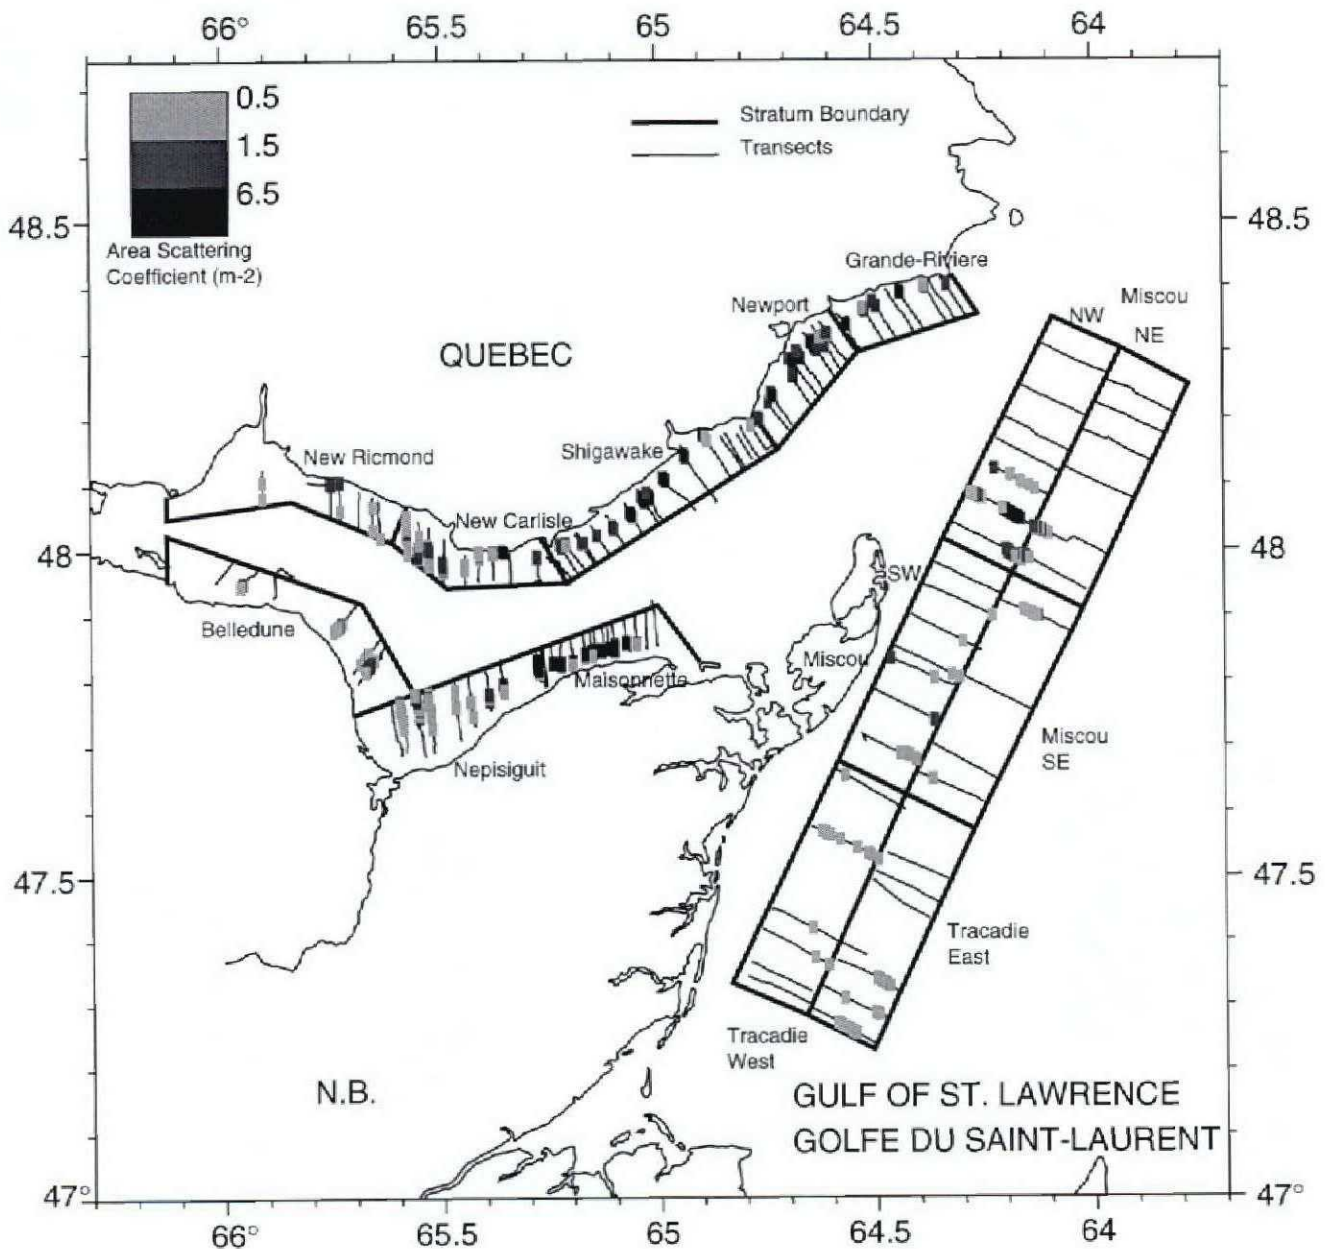 66° 65.5 65 64.5 64
0.5
1.5
6.5
Area Scattering
Coefficient (m-2)
Stratum Boundary
Transects
48.5
48.5
Grande-Riviere
Newport
Miscou
NW
NE
QUEBEC
Shigawake
New Ricmond
New Carlisle
48
48
SW
Belledune
Miscou
Maisonnette
Miscou
SE
Nepisiguit
47.5
47.5
Tracadie
East
Tracadie
West
N.B.
GULF OF ST. LAWRENCE
GOLFE DU SAINT-LAURENT
47°
47°
66° 65.5 65 64.5 64